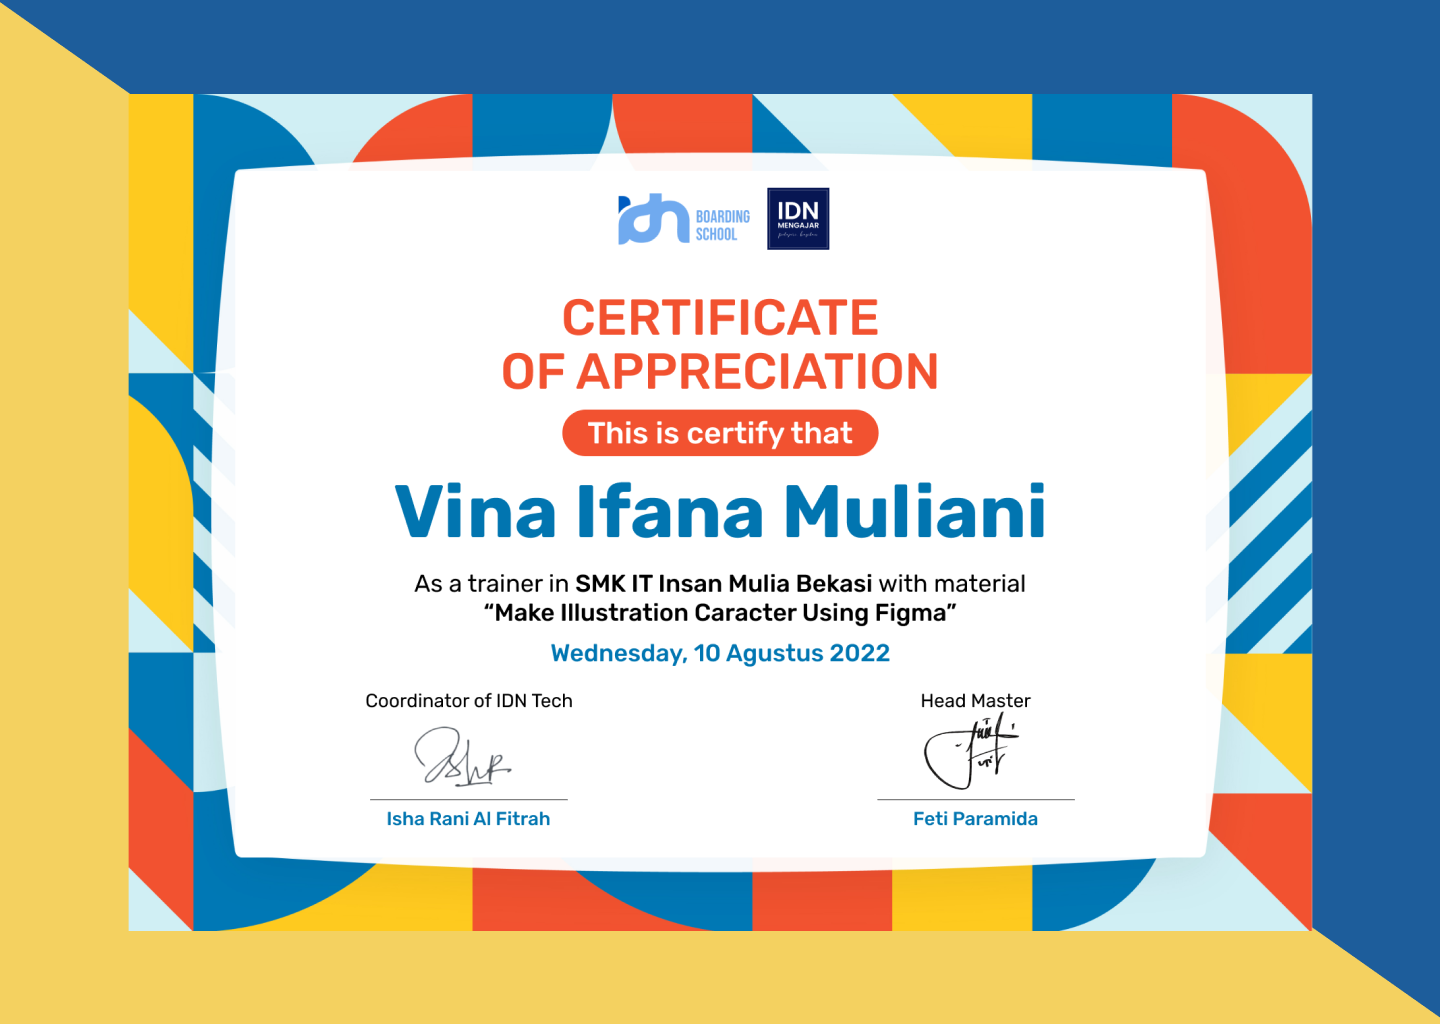 idn BOARDING
SCHOOL
IDN
MENGAJAR
CERTIFICATE
OF APPRECIATION
This is certify that
Vina Ifana Muliani
As a trainer in SMK IT Insan Mulia Bekasi with material
“Make Illustration Caracter Using Figma”
Wednesday, 10 Agustus 2022
Coordinator of IDN Tech
Head Master
Isha Rani Al Fitrah
Feti Paramida